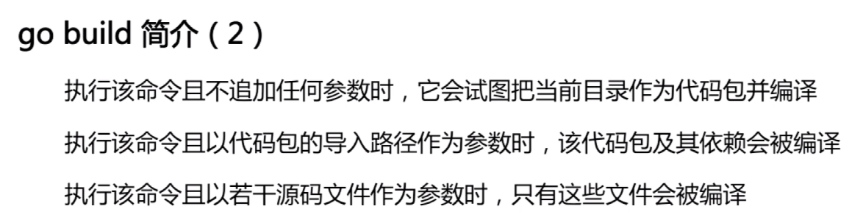 go build 简介（2）
执行该命令且不追加任何参数时，它会试图把当前目录作为代码包并编译
执行该命令且以代码包的导入路径作为参数时，该代码包及其依赖会被编译
执行该命令且以若干源码文件作为参数时，只有这些文件会被编译